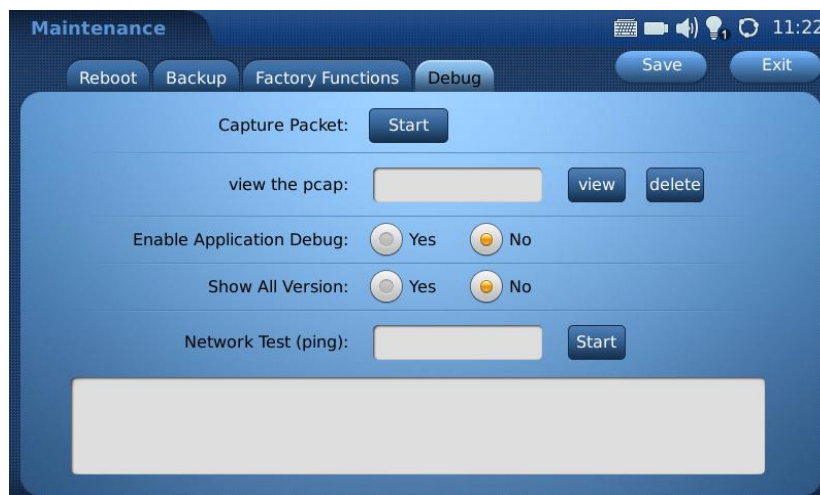 Maintenance 1 11:22
Save Exit
Reboot Backup Factory Functions Debug
Capture Packet: Start
view the pcap: view delete
Enable Application Debug: Yes No
Show All Version: Yes No
Network Test (ping): Start